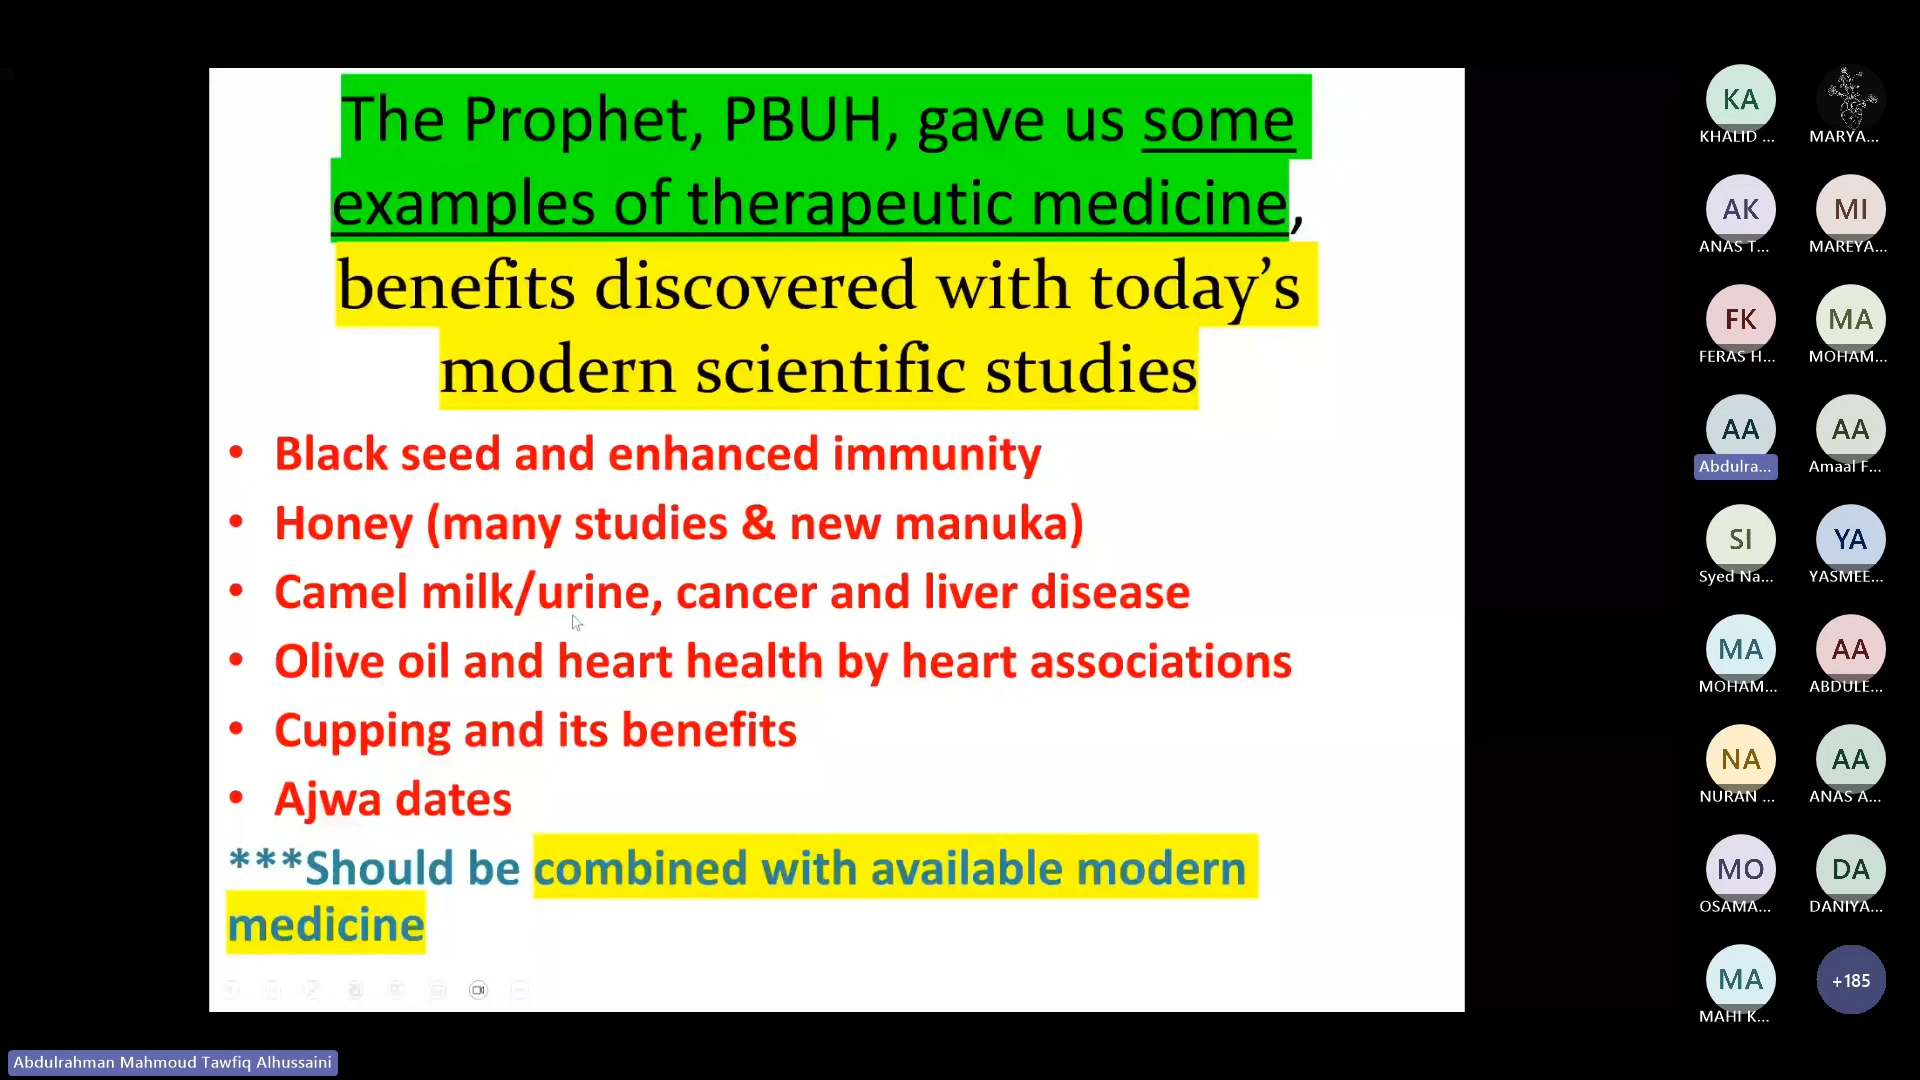 The Prophet, PBUH, gave us some
examples of therapeutic medicine,
benefits discovered with today’s
modern scientific studies
• Black seed and enhanced immunity
• Honey (many studies & new manuka)
• Camel milk/urine, cancer and liver disease
• Olive oil and heart health by heart associations
• Cupping and its benefits
• Ajwa dates
***Should be combined with available modern
medicine
KA
KHALID ...
MARYA...
AK
ANAS T...
MI
MAREYA...
FK
FERAS H...
MA
MOHAM...
AA
Abdulra...
AA
Amaal F...
SI
Syed Na...
YA
YASMEE...
MA
MOHAM...
AA
ABDULE...
NA
NURAN ...
AA
ANAS A...
MO
OSAMA...
DA
DANIYA...
MA
MAHI K...
+185
Abdulrahman Mahmoud Tawfiq Alhussaini